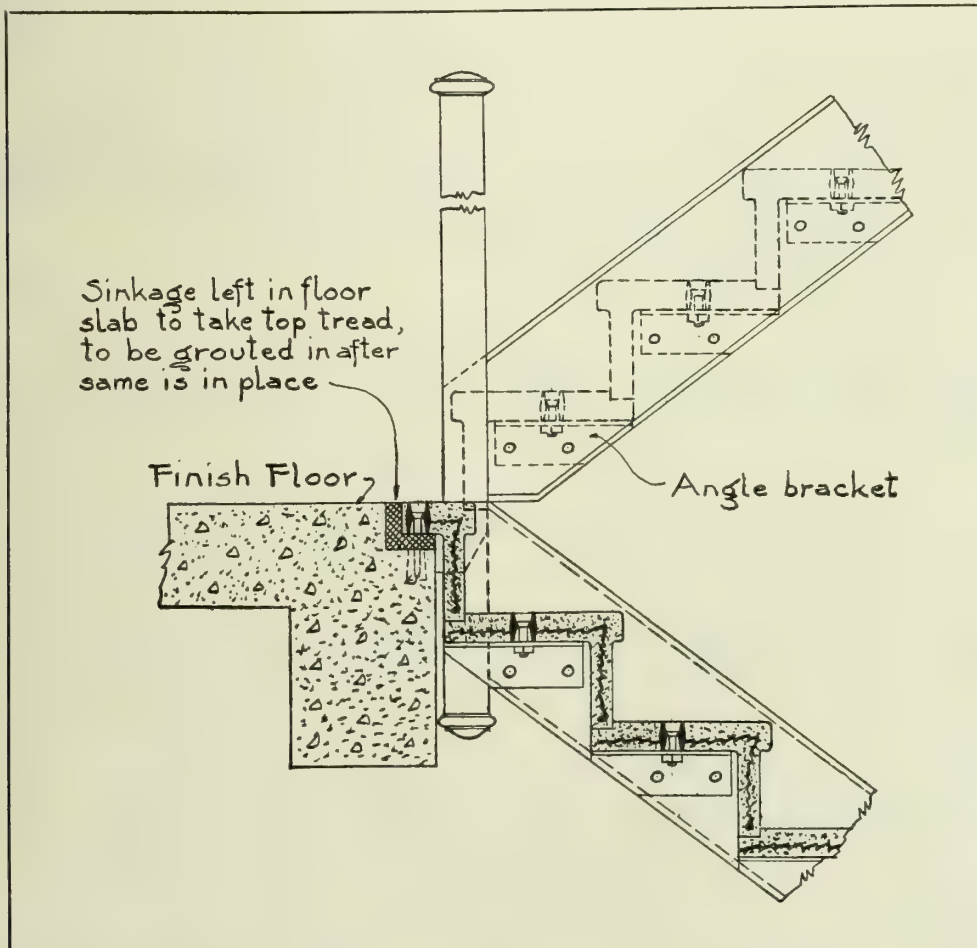 Sinkage left in floor
slab to take top tread,
to be grouted in after
same is in place
Finish Floor
Angle bracket